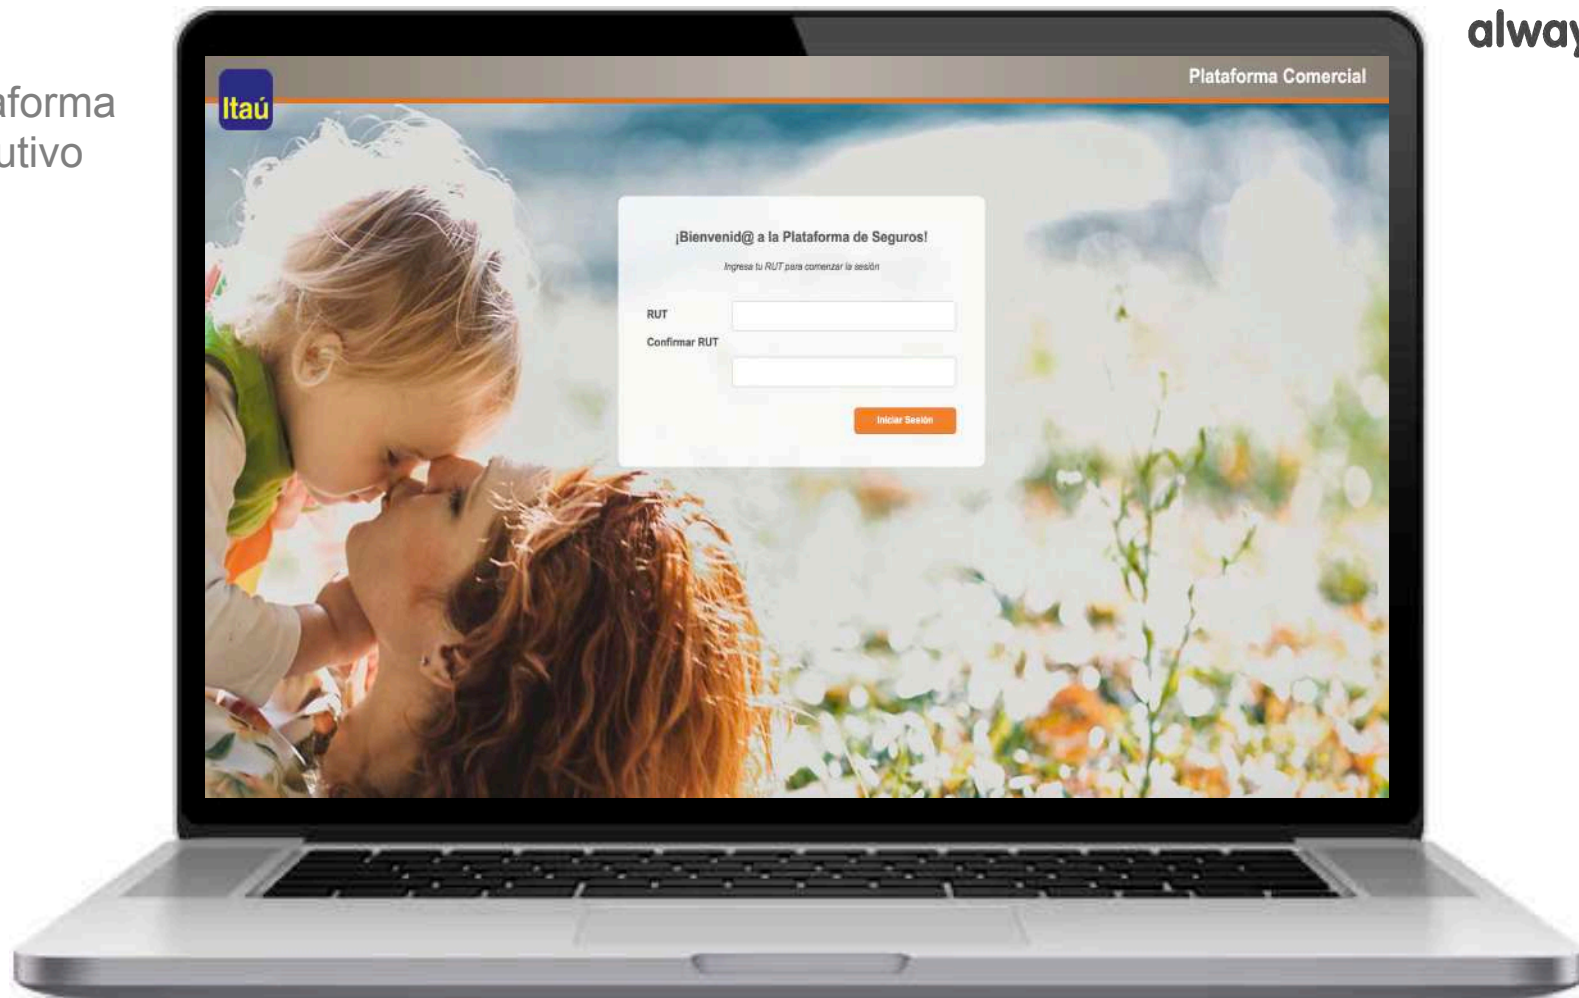 aforma
utivo
alway
Itaú
Plataforma Comercial
¡Bienvenid@ a la Plataforma de Seguros!
Ingresa tu RUT para comenzar la sesión
RUT
Confirmar RUT
Iniciar Sesión